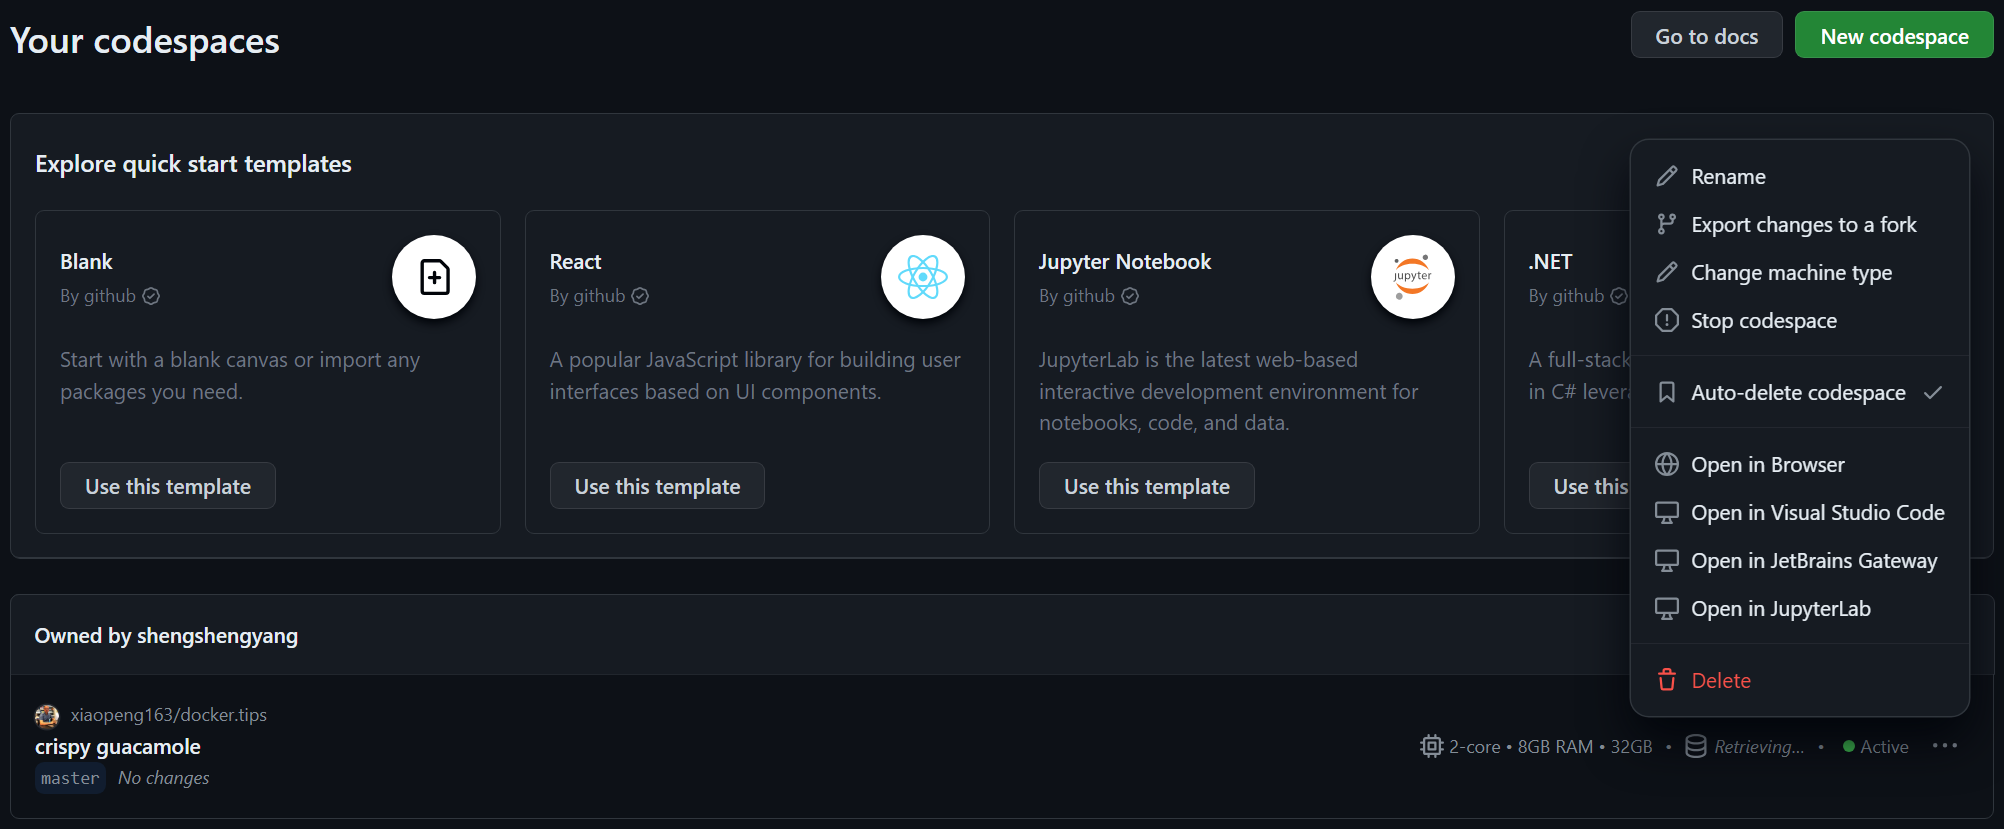 Your codespaces
Go to docs
New codespace
Explore quick start templates
Blank
By github
Start with a blank canvas or import any
packages you need.
Use this template
React
By github
A popular JavaScript library for building user
interfaces based on UI components.
Use this template
Jupyter Notebook
By github
jupyter
JupyterLab is the latest web-based
interactive development environment for
notebooks, code, and data.
Use this template
.NET
By github
A full-stack
in C#
Use this
Rename
Export changes to a fork
Change machine type
Stop codespace
Auto-delete codespace
Open in Browser
Open in Visual Studio Code
Open in JetBrains Gateway
Open in JupyterLab
Delete
Owned by shengshengyang
xiaopeng163/docker.tips
crispy guacamole
master No changes
2-core • 8GB RAM • 32GB • Retrieving... • Active